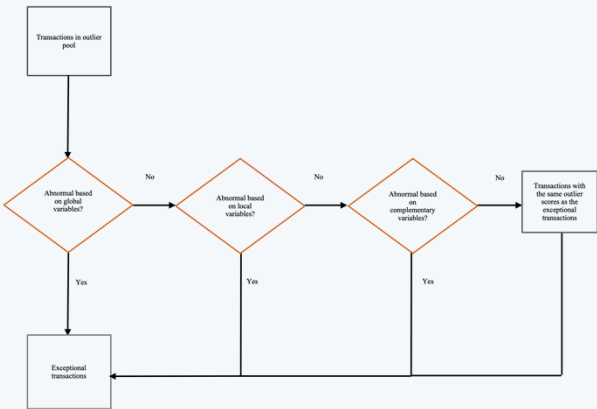 Transactions in outlier
pool
Abnormal based
on global
variables?
No
Abnormal based
on local
variables?
No
Abnormal based
on
complementary
variables?
No
Transactions with
the same outlier
scores as the
exceptional
transactions
Yes
Yes
Yes
Exceptional
transactions